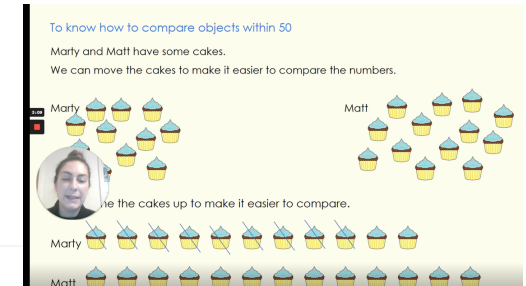 To know how to compare objects within 50
Marty and Matt have some cakes.
We can move the cakes to make it easier to compare the numbers.
Marty
Matt
the cakes up to make it easier to compare.
Marty
Matt